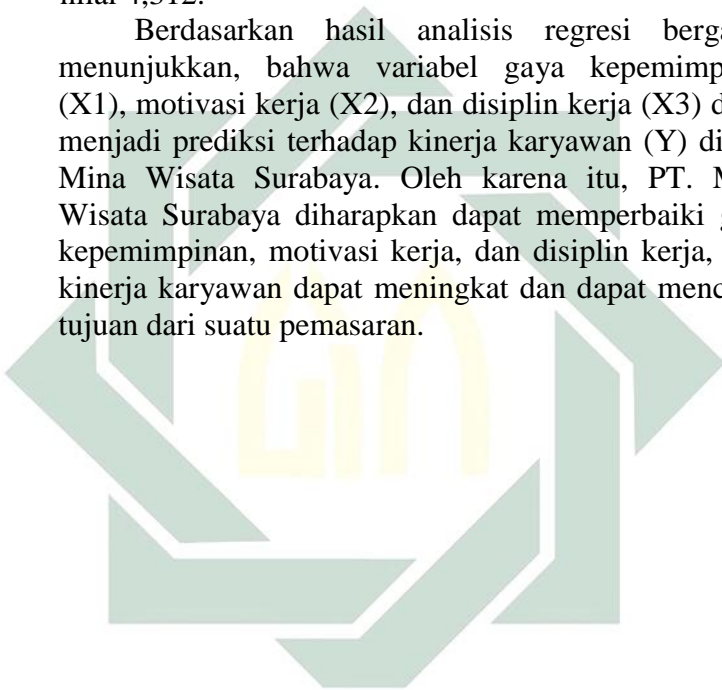 nilai 4,312.
Berdasarkan hasil analisis regresi berga
menunjukkan, bahwa variabel gaya kepemimp
(X1), motivasi kerja (X2), dan disiplin kerja (X3) d
menjadi prediksi terhadap kinerja karyawan (Y) di
Mina Wisata Surabaya. Oleh karena itu, PT. M
Wisata Surabaya diharapkan dapat memperbaiki g
kepemimpinan, motivasi kerja, dan disiplin kerja,
kinerja karyawan dapat meningkat dan dapat menc
tujuan dari suatu pemasaran.